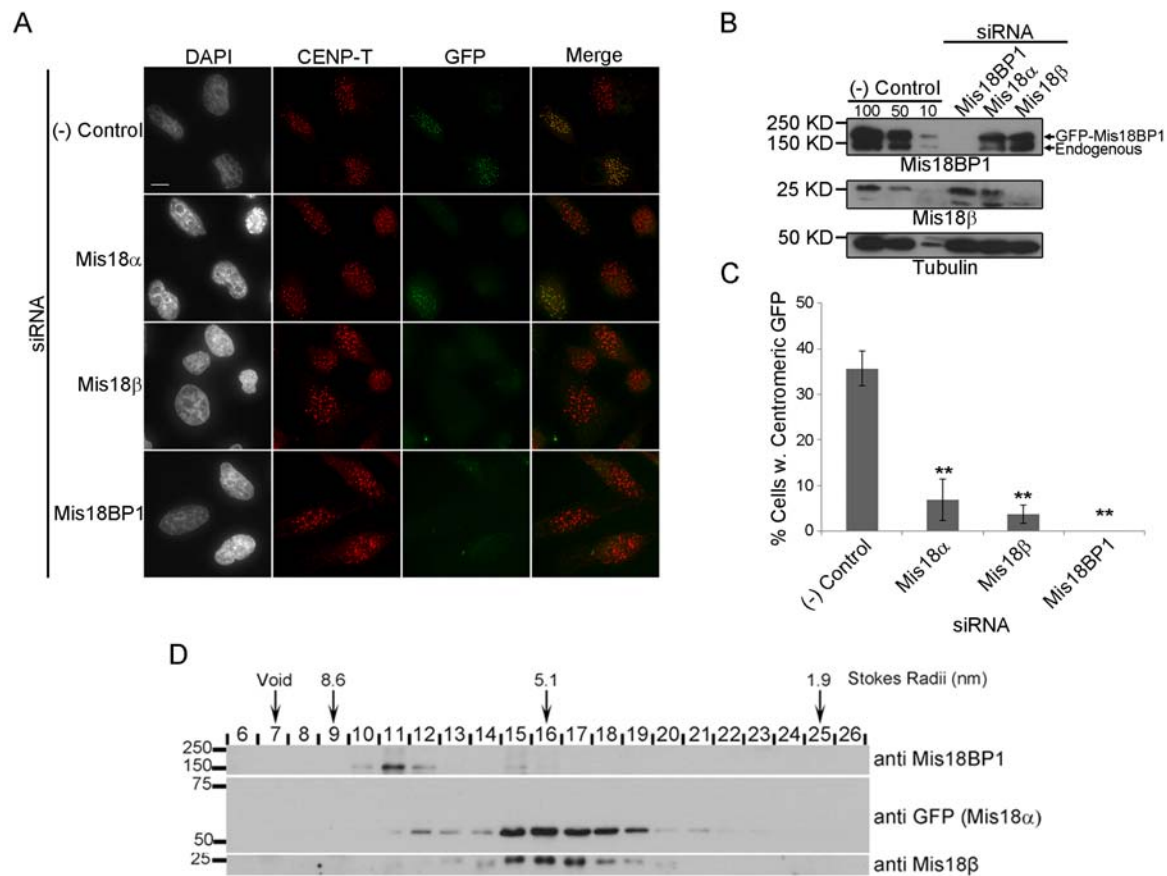 A
DAPI
CENP-T
GFP
Merge
siRNA
(-) Control
Mis18α
Mis18β
Mis18BP1
B
siRNA
(-) Control
Mis18BP1
Mis18α
Mis18β
100 50 10
250 KD
150 KD
GFP-Mis18BP1
Endogenous
Mis18BP1
25 KD
Mis18β
50 KD
Tubulin
C
% Cells w. Centromeric GFP
50
40
30
20
10
0
** ** **
(-) Control
Mis18α
Mis18β
Mis18BP1
siRNA
D
Void 8.6 5.1 1.9 Stokes Radii (nm)
6 7 8 9 10 11 12 13 14 15 16 17 18 19 20 21 22 23 24 25 26
250
150
anti Mis18BP1
75
anti GFP (Mis18α)
50
25
anti Mis18β